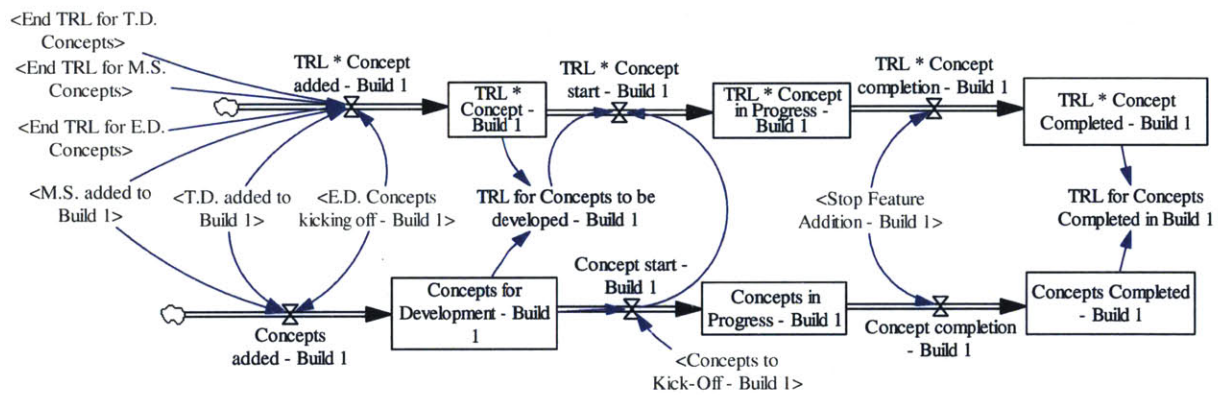 <End TRL for T.D.
Concepts>
<End TRL for M.S.
Concepts>
<End TRL for E.D.
Concepts>
TRL * Concept
added - Build 1
TRL *
Concept -
Build 1
TRL * Concept
start - Build 1
TRL * Concept
in Progress -
Build 1
TRL * Concept
completion - Build 1
TRL * Concept
Completed - Build 1
<M.S. added to
Build 1>
<T.D. added to
Build 1>
<E.D. Concepts
kicking off - Build 1>
TRL for Concepts to be
developed - Build 1
<Stop Feature
Addition - Build 1>
TRL for Concepts
Completed in Build 1
Concepts
added - Build 1
Concepts for
Development - Build
1
Concept start -
Build 1
<Concepts to
Kick-Off - Build 1>
Concepts in
Progress - Build 1
Concept completion
- Build 1
Concepts Completed
- Build 1